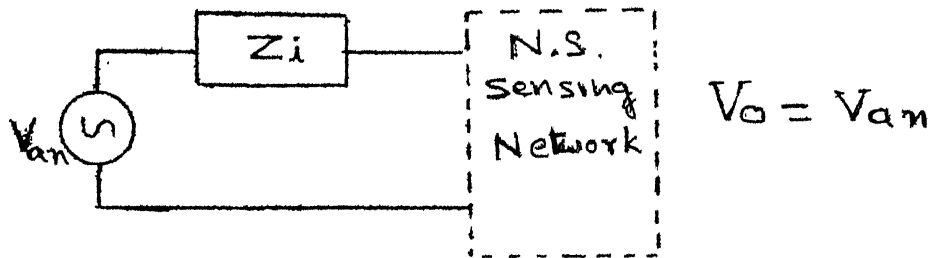 Zi
N.S.
Sensing
Network
Van
Vo = Van